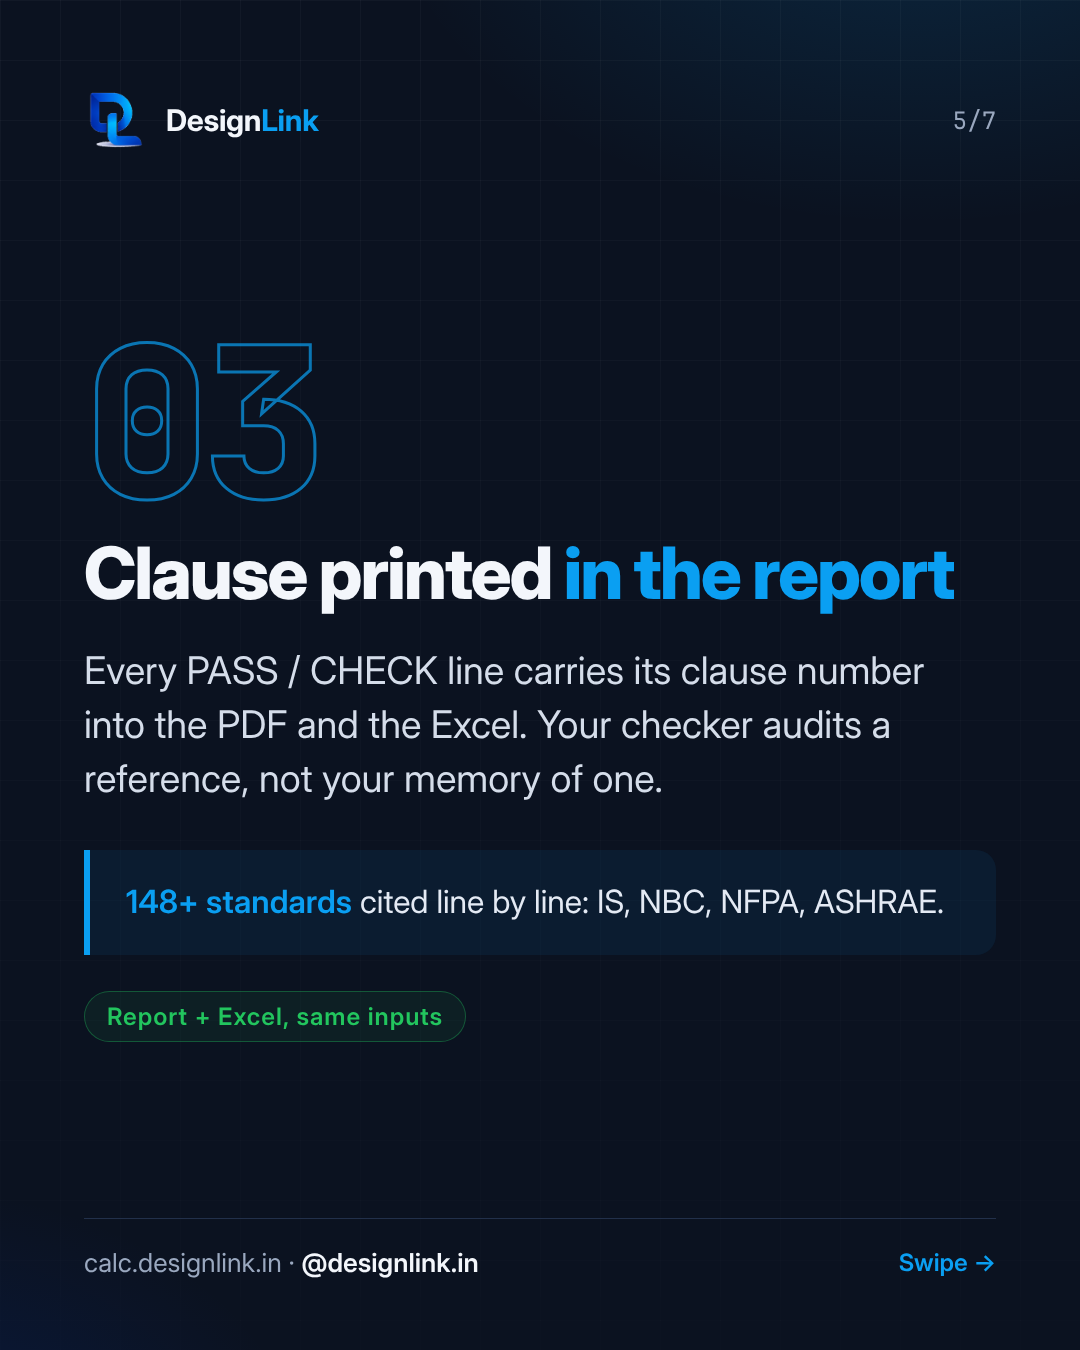 DesignLink
5/7
03
Clause printed in the report
Every PASS / CHECK line carries its clause number
into the PDF and the Excel. Your checker audits a
reference, not your memory of one.
148+ standards cited line by line: IS, NBC, NFPA, ASHRAE.
Report + Excel, same inputs
calc.designlink.in · @designlink.in
Swipe →